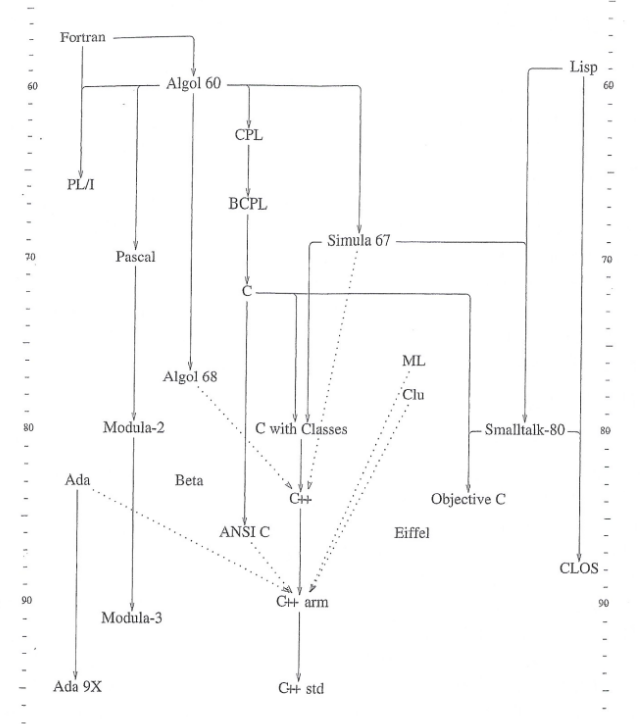 Fortran
Lisp
60 Algol 60 60
CPL
PL/I
BCPL
Simula 67
70 Pascal 70
C
ML
Algol 68
Clu
80 Modula-2 C with Classes Smalltalk-80 80
Ada Beta
C++ Objective C
ANSI C Eiffel
CLOS
90 C++ arm 90
Modula-3
Ada 9X C++ std